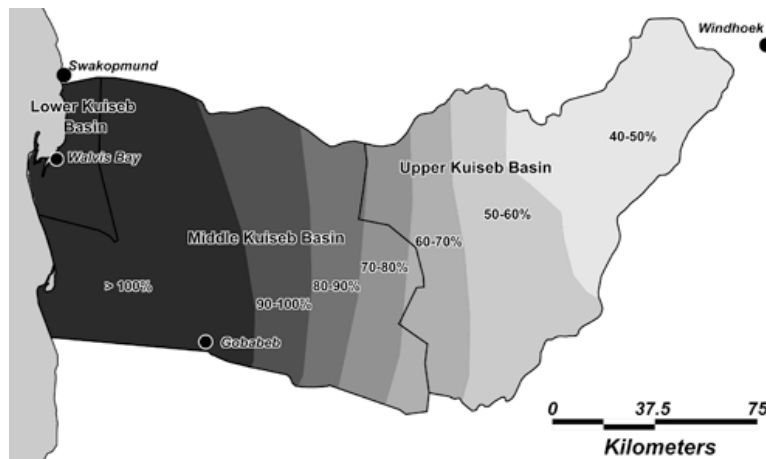 Windhoek
Swakopmund
Lower Kuiseb
Basin
Walvis Bay
40-50%
Upper Kuiseb Basin
50-60%
Middle Kuiseb Basin
60-70%
70-80%
80-90%
> 100%
90-100%
Gobabeb
0 37.5 75
Kilometers